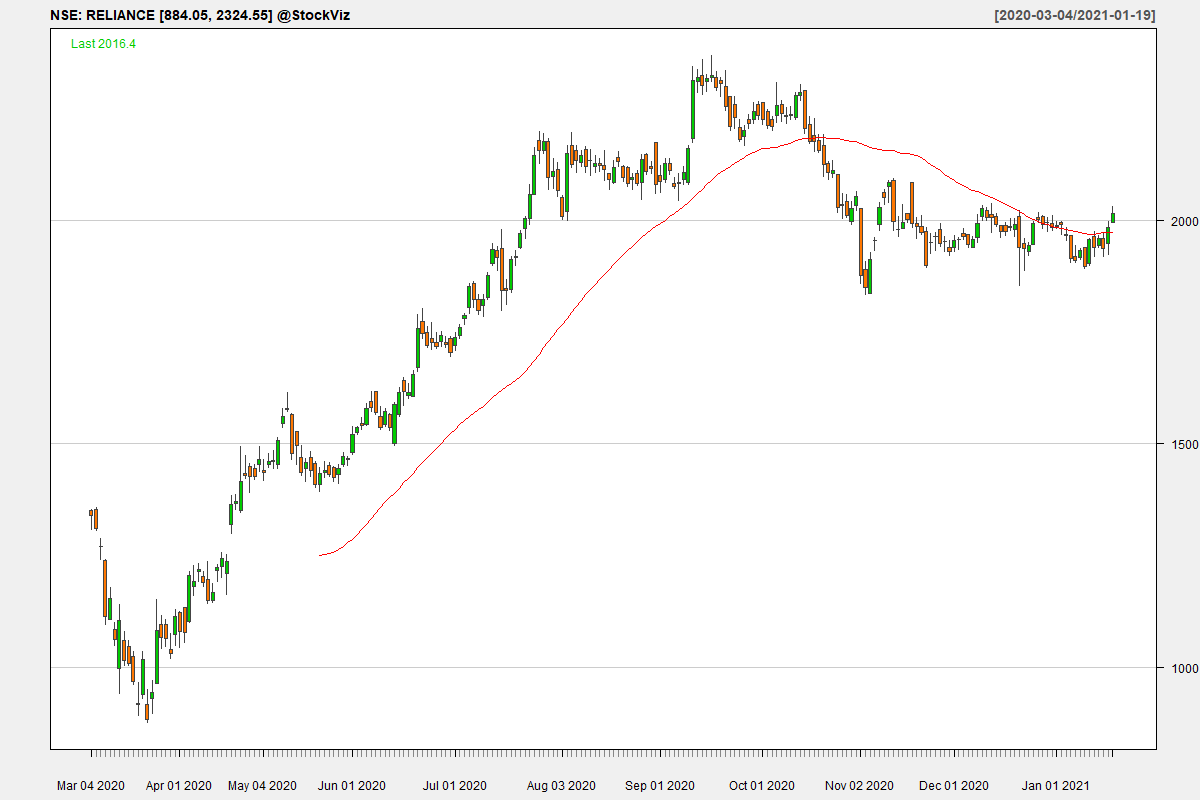 NSE: RELIANCE [884.05, 2324.55] @StockViz
[2020-03-04/2021-01-19]
Last 2016.4
2000
1500
1000
Mar 04 2020
Apr 01 2020
May 04 2020
Jun 01 2020
Jul 01 2020
Aug 03 2020
Sep 01 2020
Oct 01 2020
Nov 02 2020
Dec 01 2020
Jan 01 2021